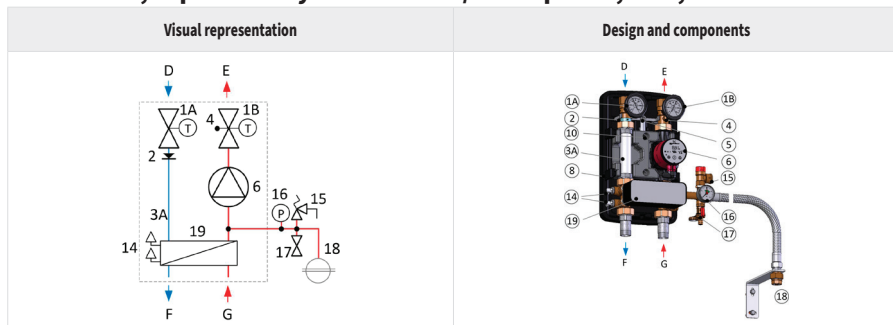 Visual representation
Design and components
D
E
1A
1B
4
T
T
2
6
16
15
P
3A
19
14
17
18
F
G
D
E
1A
1B
2
4
10
5
3A
6
8
15
14
16
19
17
F
G
18